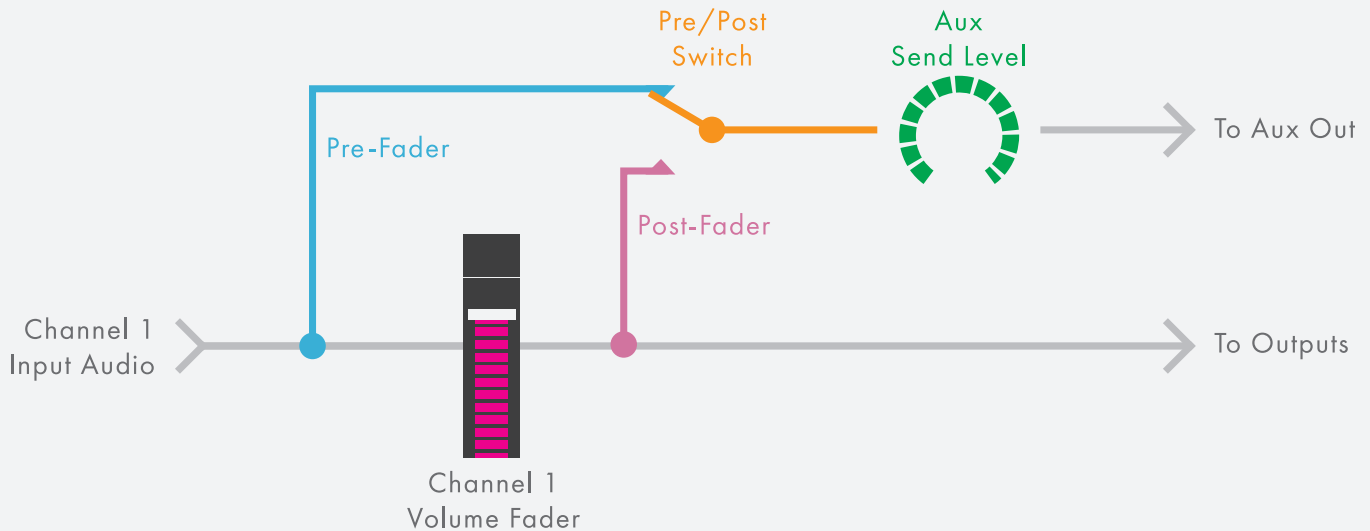 Pre/Post
Switch
Aux
Send Level
To Aux Out
Pre-Fader
Post-Fader
Channel 1
Input Audio
To Outputs
Channel 1
Volume Fader